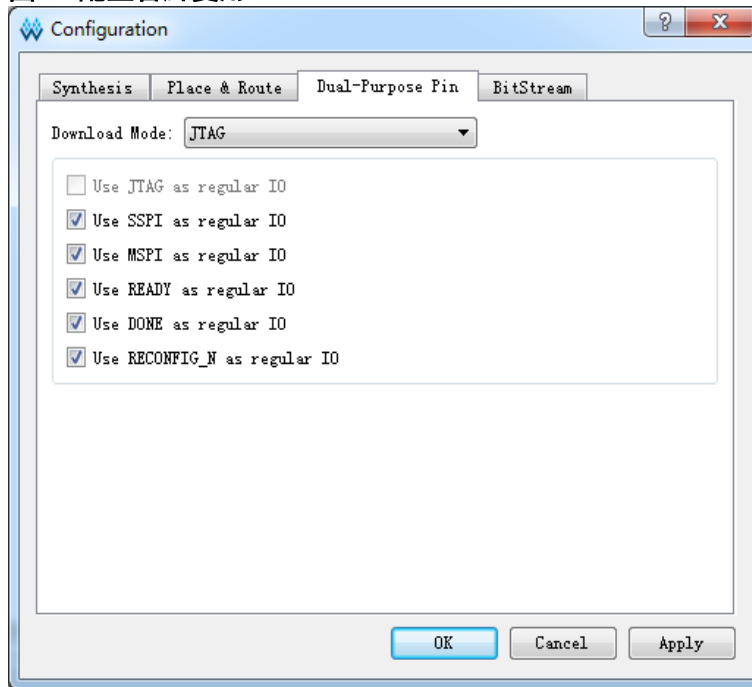 Configuration
Synthesis Place & Route Dual-Purpose Pin BitStream
Download Mode: JTAG
Use JTAG as regular IO
Use SSPI as regular IO
Use MSPI as regular IO
Use READY as regular IO
Use DONE as regular IO
Use RECONFIG_N as regular IO
OK Cancel Apply